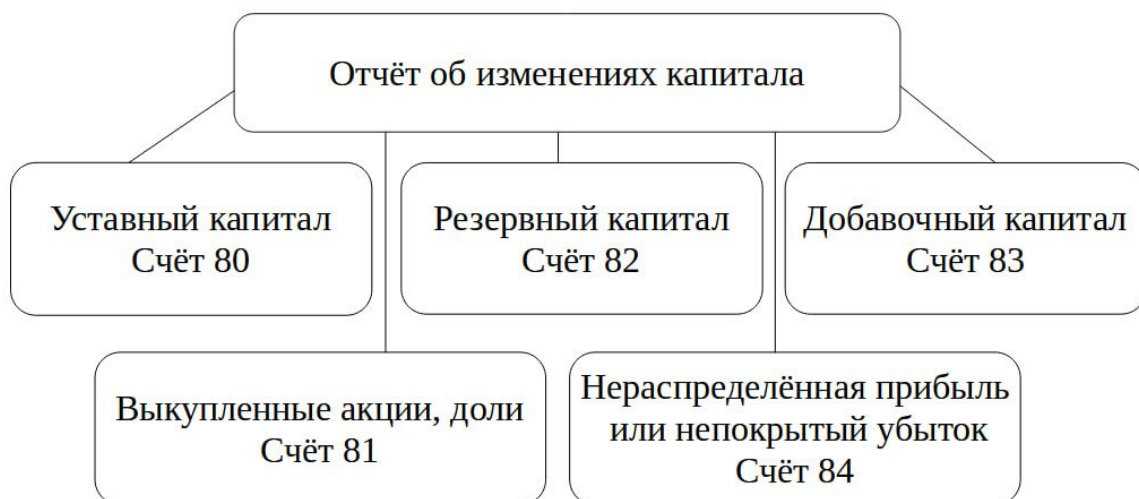 Отчёт об изменениях капитала
Уставный капитал
Счёт 80
Резервный капитал
Счёт 82
Добавочный капитал
Счёт 83
Выкупленные акции, доли
Счёт 81
Нераспределённая прибыль
или непокрытый убыток
Счёт 84